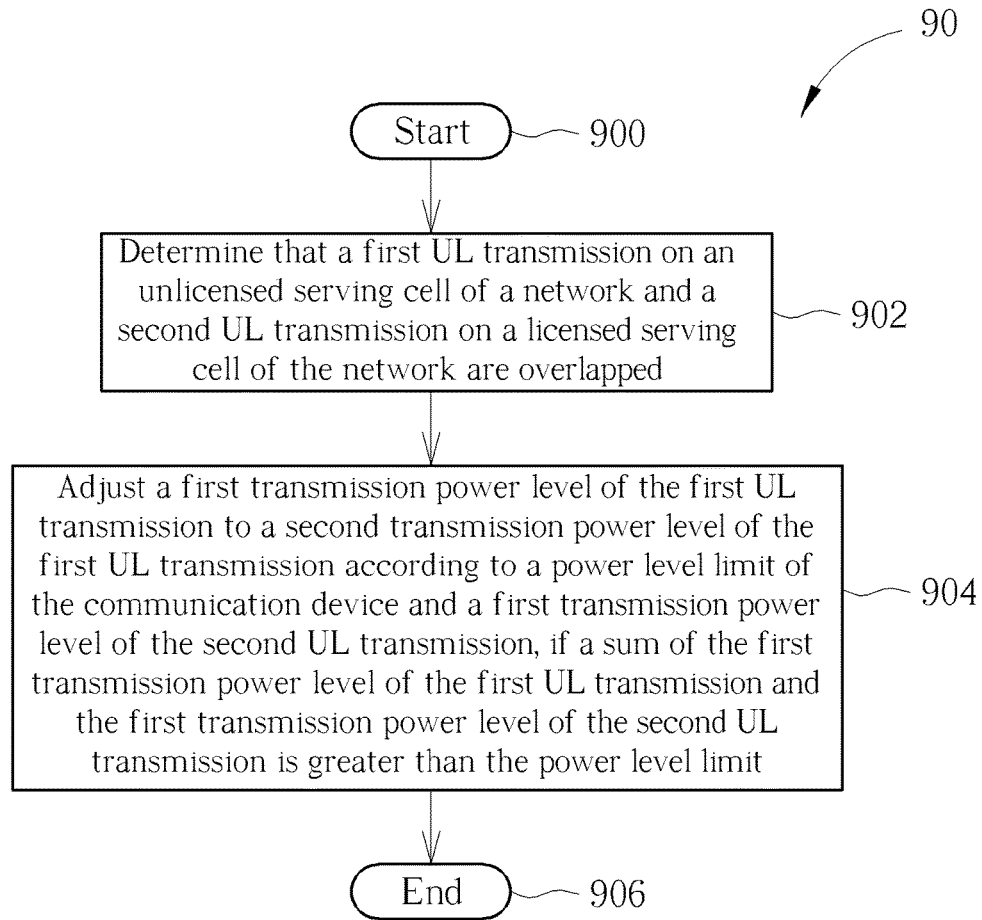 90
Start
900
Determine that a first UL transmission on an
unlicensed serving cell of a network and a
second UL transmission on a licensed serving
cell of the network are overlapped
902
Adjust a first transmission power level of the first UL
transmission to a second transmission power level of the
first UL transmission according to a power level limit of
the communication device and a first transmission power
level of the second UL transmission, if a sum of the first
transmission power level of the first UL transmission and
the first transmission power level of the second UL
transmission is greater than the power level limit
904
End
906